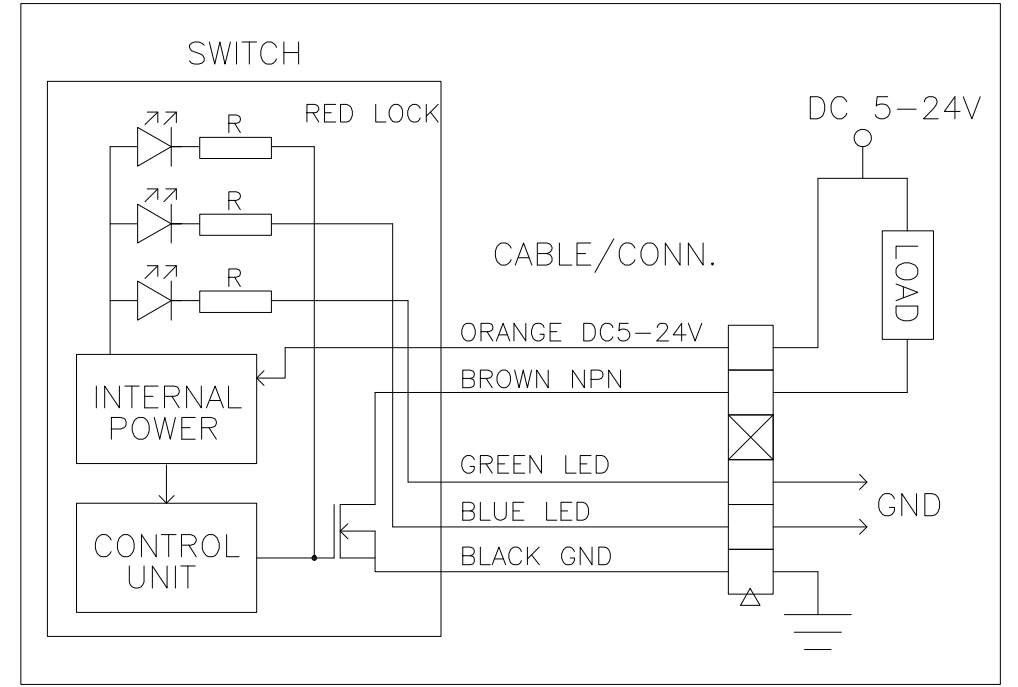 SWITCH
RED LOCK
R
R
R
DC 5-24V
CABLE/CONN.
LOAD
ORANGE DC5-24V
BROWN NPN
INTERNAL
POWER
GREEN LED
GND
BLUE LED
CONTROL
UNIT
BLACK GND